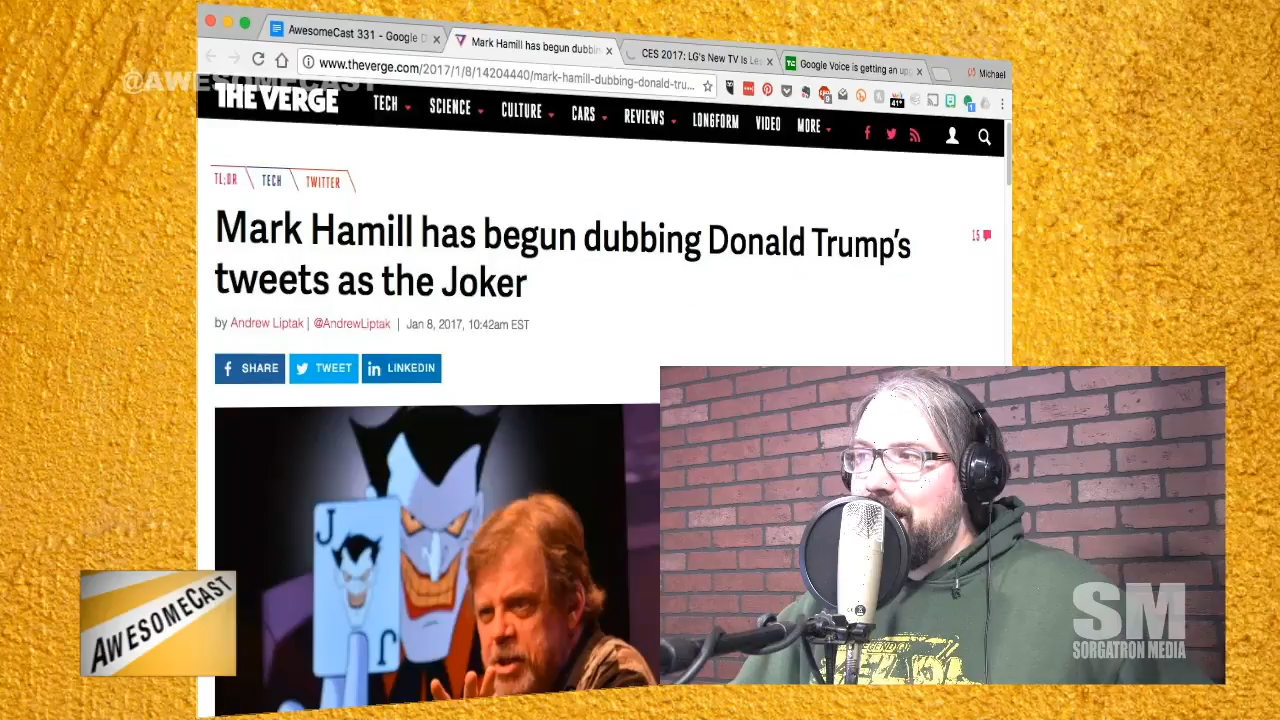 AwesomeCast 331 - Google D
Mark Hamill has begun dubbin
CES 2017: LG's New TV Is Le
Google Voice is getting an up
Michael
www.theverge.com/2017/1/8/14204440/mark-hamill-dubbing-donald-tru...
@AWESOMECAST
41°
THE VERGE
TECH
SCIENCE
CULTURE
CARS
REVIEWS
LONGFORM
VIDEO
MORE
TL;DR
TECH
TWITTER
Mark Hamill has begun dubbing Donald Trump's
tweets as the Joker
15
by Andrew Liptak | @AndrewLiptak | Jan 8, 2017, 10:42am EST
SHARE
TWEET
LINKEDIN
J
J
AWESOMECAST
SM
SORGATRON MEDIA